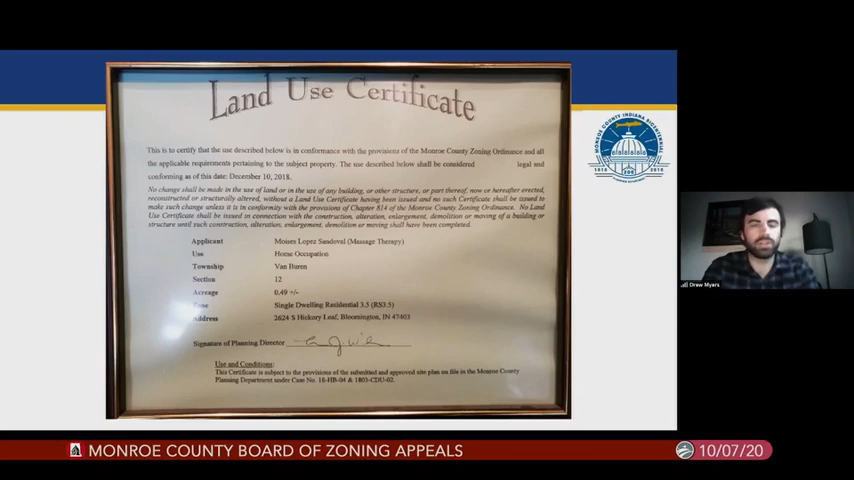 Land Use Certificate
This is to certify that the use described below is in conformance with the provisions of the Monroe County Zoning Ordinance and all
the applicable requirements pertaining to the subject property. The use described below shall be considered legal and
conforming as of this date: December 10, 2018.
No change shall be made in the use of land or in the use of any building, or other structure, or part thereof, now or hereafter erected,
reconstructed or structurally altered, without a Land Use Certificate having been issued and no such Certificate shall be issued to
make such change unless it is in conformity with the provisions of Chapter 814 of the Monroe County Zoning Ordinance. No Land
Use Certificate shall be issued in connection with the construction, alteration, enlargement, demolition or moving of a building or
structure until such construction, alteration, enlargement, demolition or moving shall have been completed.
Applicant Moises Lopez Sandoval (Massage Therapy)
Use Home Occupation
Township Van Buren
Section 12
Acreage 0.49 +/-
Zone Single Dwelling Residential 3.5 (RS3.5)
Address 2624 S Hickory Leaf, Bloomington, IN 47403
Signature of Planning Director
Use and Conditions:
This Certificate is subject to the provisions of the submitted and approved site plan on file in the Monroe County
Planning Department under Case No. 18-HB-04 & 1803-CDU-02.
MONROE COUNTY INDIANA BICENTENNIAL
1818 200 2018
Drew Myers
MONROE COUNTY BOARD OF ZONING APPEALS
10/07/20